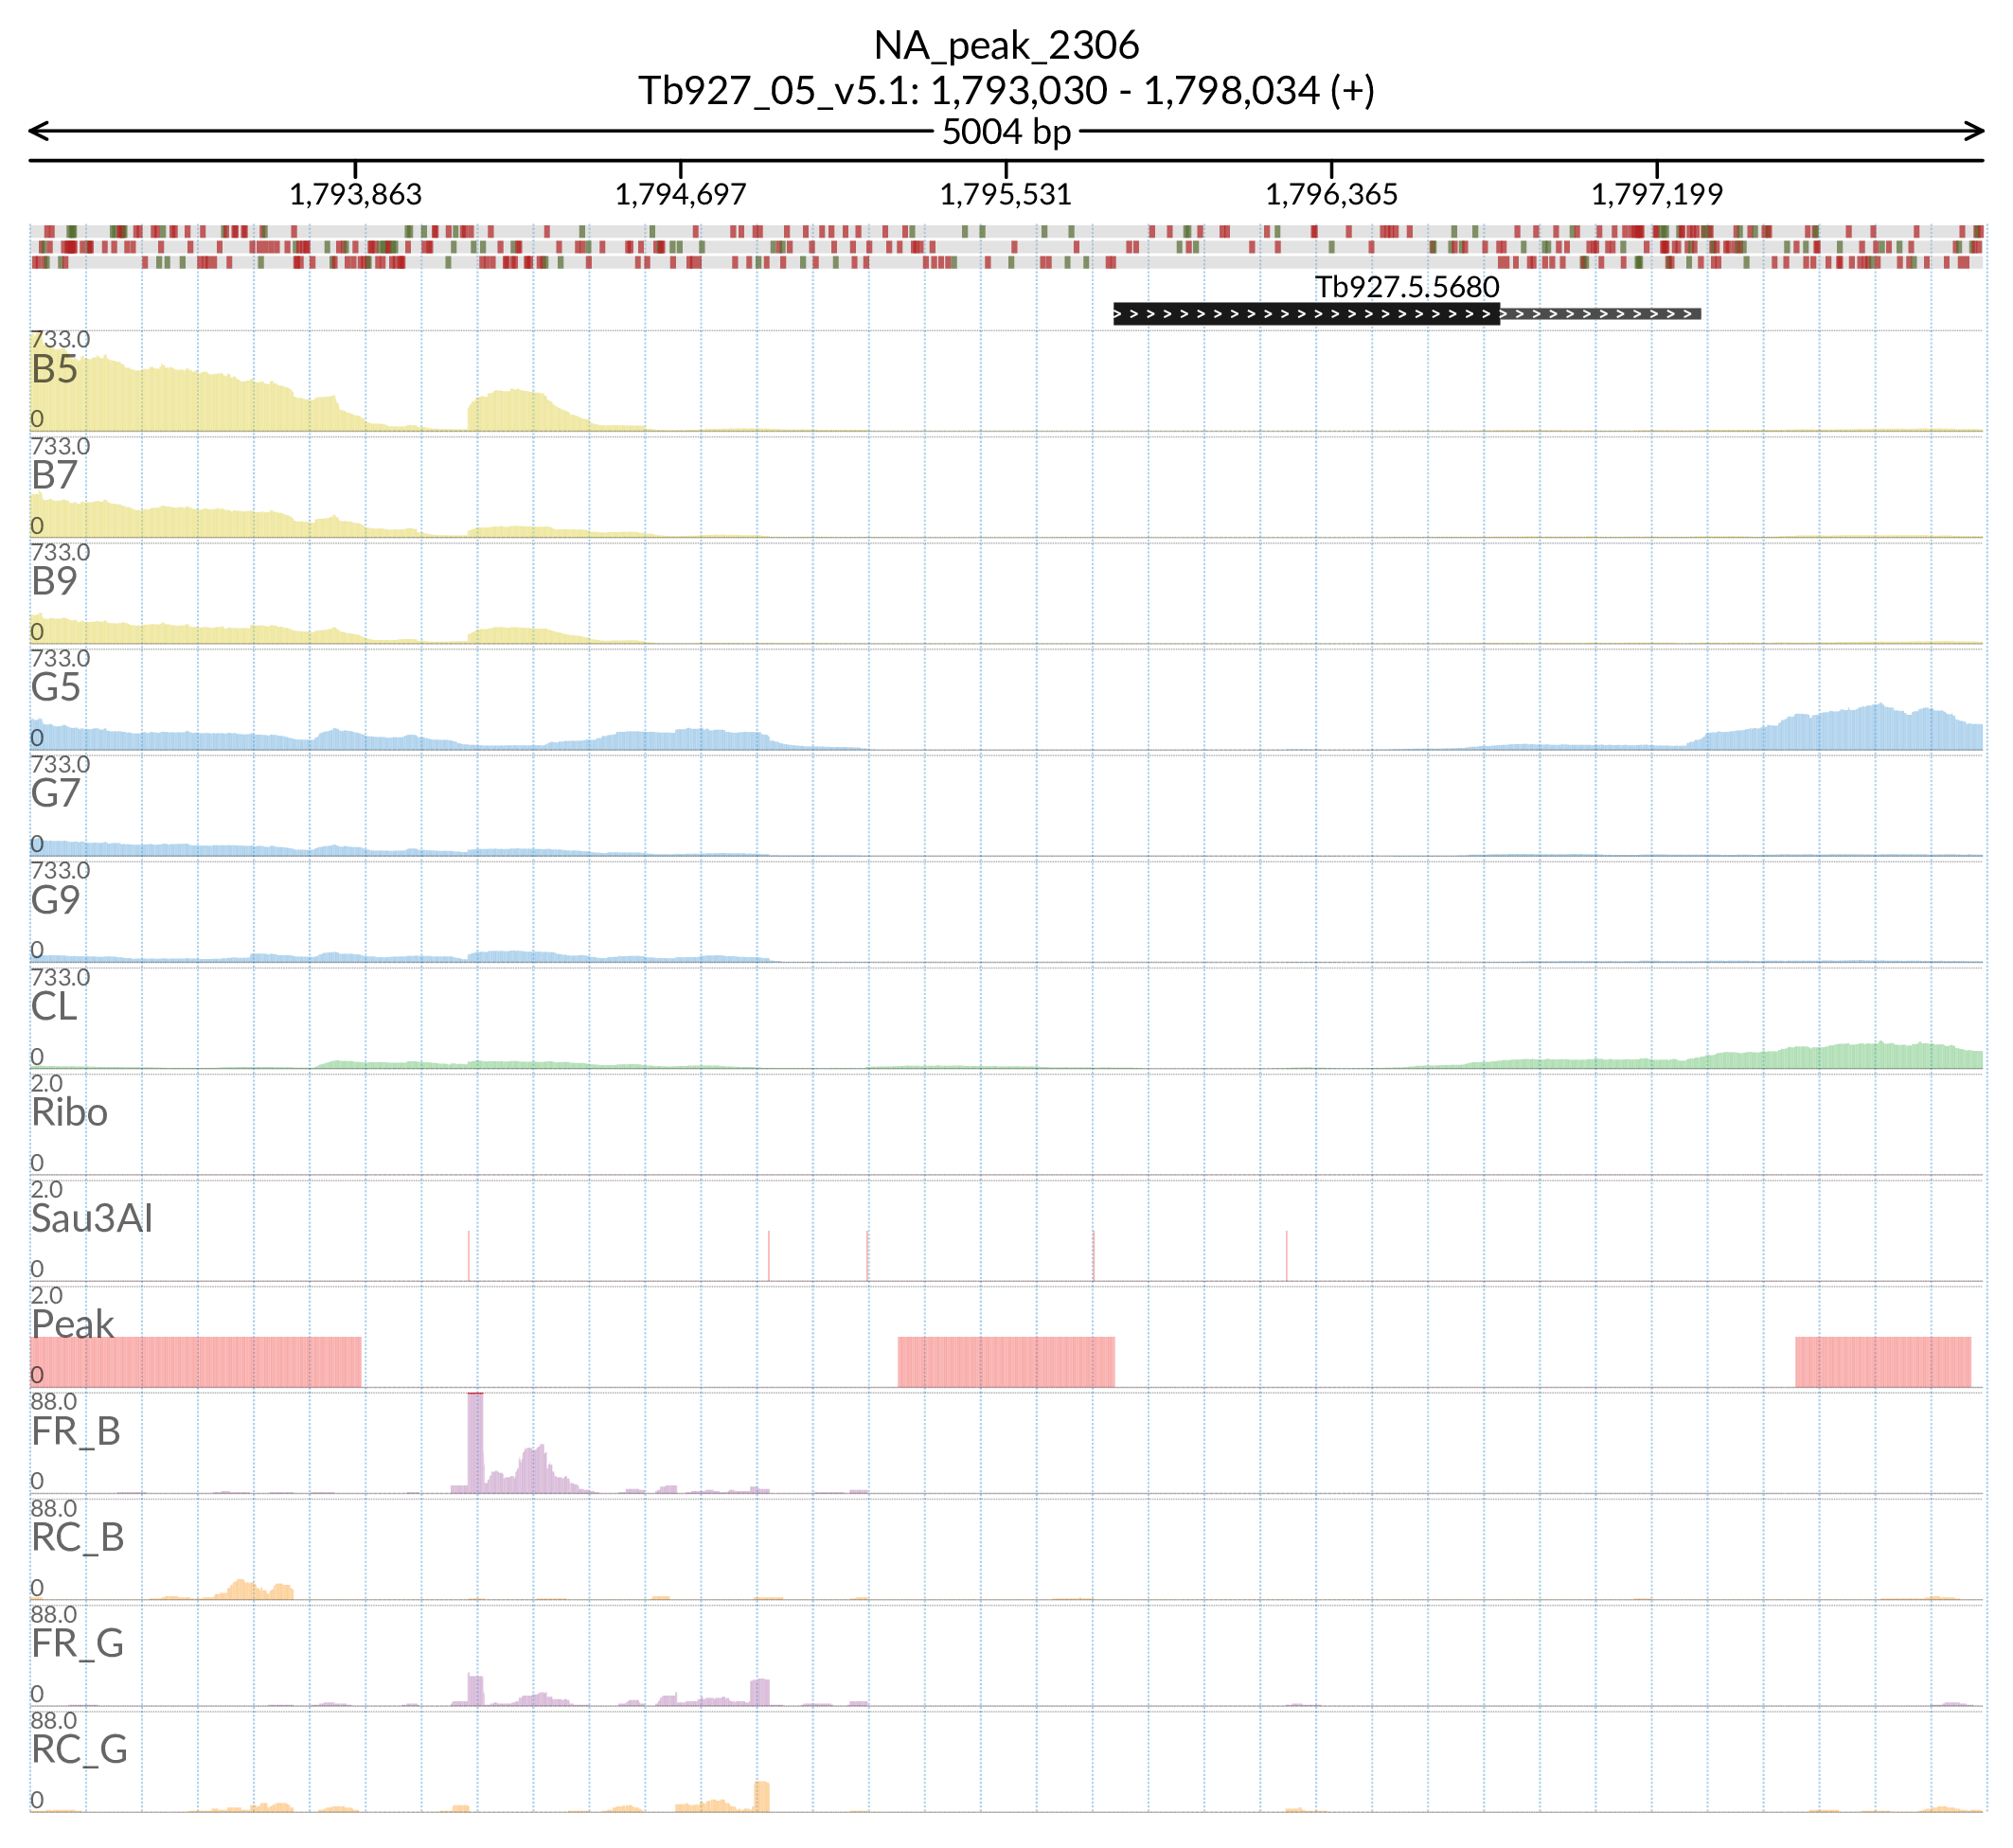 NA_peak_2306
Tb927_05_v5.1: 1,793,030 - 1,798,034 (+)
5004 bp
1,793,863 1,794,697 1,795,531 1,796,365 1,797,199
Tb927.5.5680
733.0
B5
0
733.0
B7
0
733.0
B9
0
733.0
G5
0
733.0
G7
0
733.0
G9
0
733.0
CL
0
2.0
Ribo
0
2.0
Sau3AI
0
2.0
Peak
0
88.0
FR_B
0
88.0
RC_B
0
88.0
FR_G
0
88.0
RC_G
0